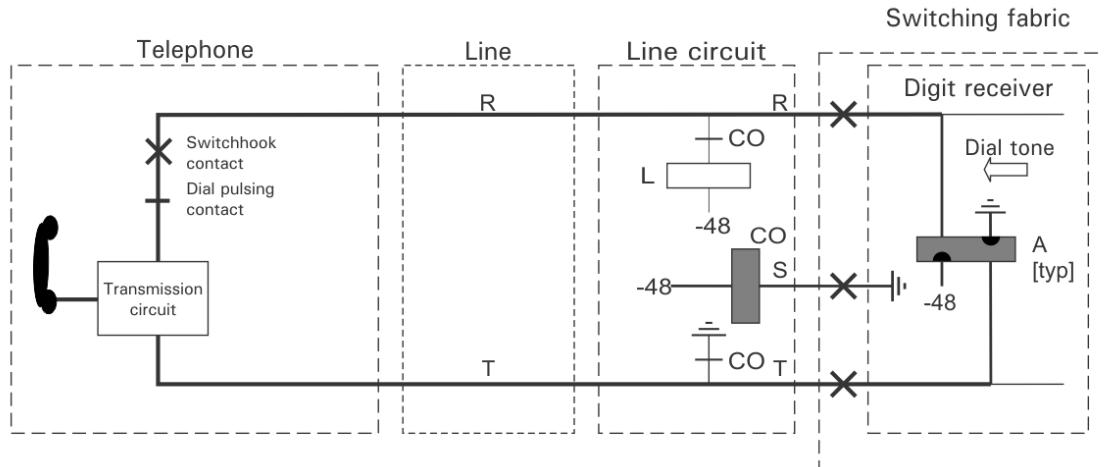 Switching fabric
Telephone
Line
Line circuit
Digit receiver
R
R
Switchhook
contact
CO
Dial tone
L
Dial pulsing
contact
-48
CO
A
[typ]
S
Transmission
circuit
-48
-48
CO
T
T